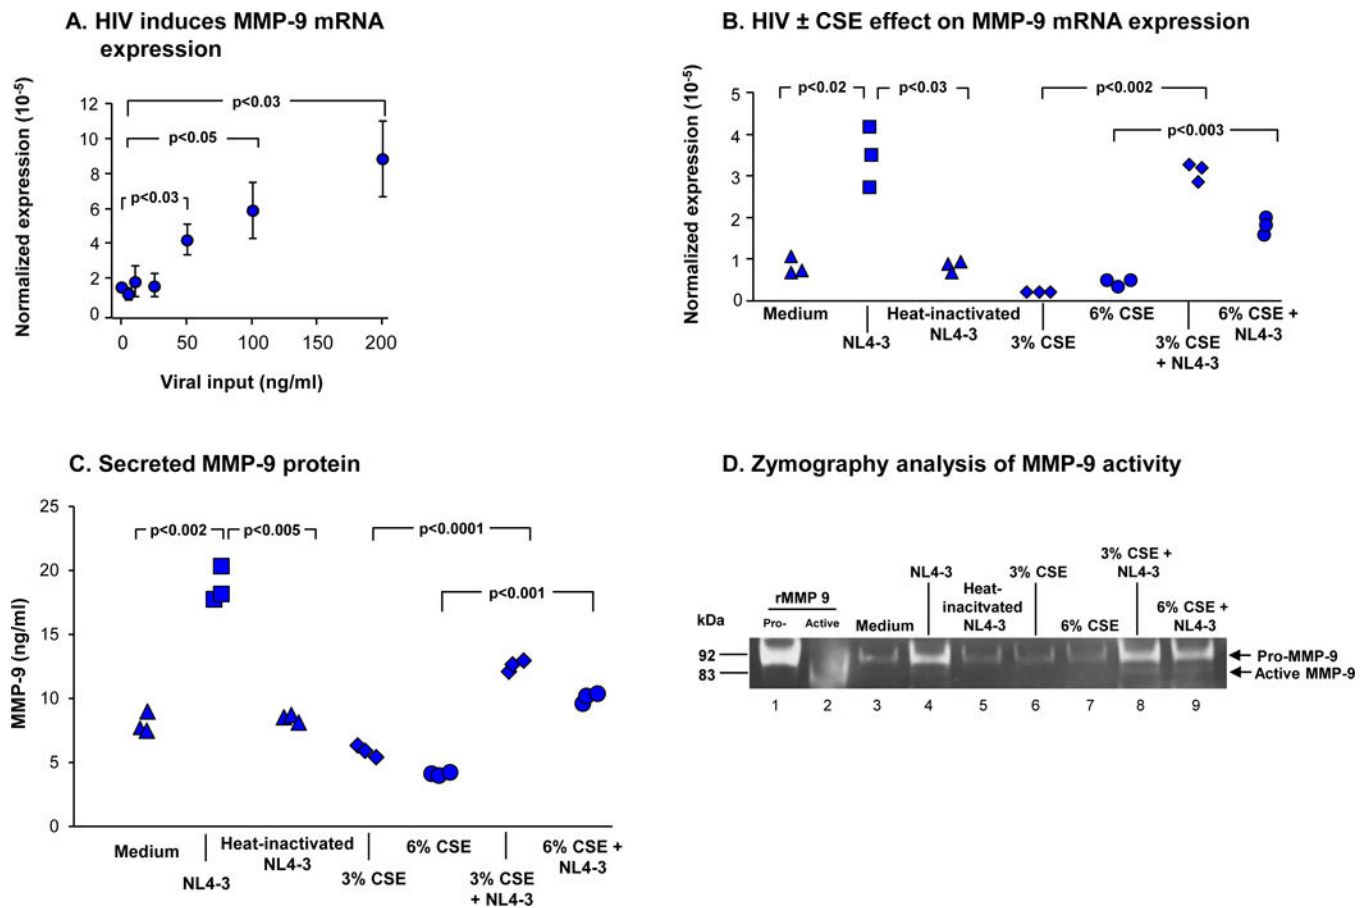 A. HIV induces MMP-9 mRNA
expression
Normalized expression (10-5)
12
10
8
6
4
2
0
p<0.03
p<0.05
p<0.03
0
50
100
150
200
Viral input (ng/ml)
B. HIV ± CSE effect on MMP-9 mRNA expression
Normalized expression (10-5)
5
4
3
2
1
0
p<0.02
p<0.03
p<0.002
p<0.003
Medium
NL4-3
Heat-inactivated
NL4-3
3% CSE
6% CSE
3% CSE
+ NL4-3
6% CSE +
NL4-3
C. Secreted MMP-9 protein
MMP-9 (ng/ml)
25
20
15
10
5
0
p<0.002
p<0.005
p<0.0001
p<0.001
Medium
NL4-3
Heat-inactivated
NL4-3
3% CSE
6% CSE
3% CSE
+ NL4-3
6% CSE +
NL4-3
D. Zymography analysis of MMP-9 activity
kDa
92
83
rMMP 9
Pro-
Active
Medium
NL4-3
Heat-
inacitvated
NL4-3
3% CSE
6% CSE
3% CSE +
NL4-3
6% CSE +
NL4-3
Pro-MMP-9
Active MMP-9
1 2 3 4 5 6 7 8 9